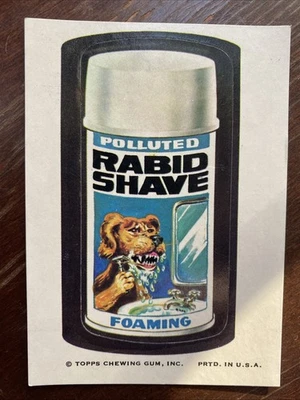 POLLUTED
RABID
SHAVE
FOAMING
© TOPPS CHEWING GUM, INC. PRTD. IN U.S.A.